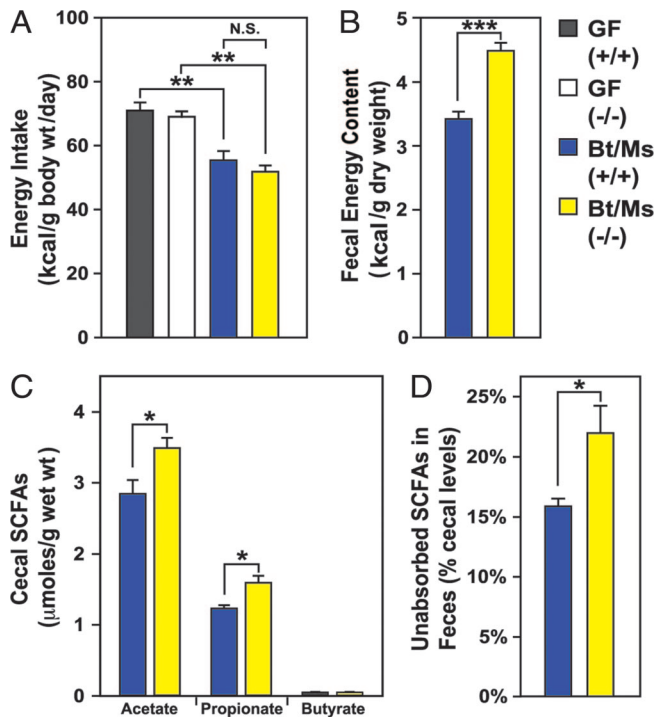 A
Energy Intake
(kcal/g body wt/day)
100
80
60
40
20
0
**
**
N.S.
B
Fecal Energy Content
(kcal/g dry weight)
5
4
3
2
1
0
***
GF
(+/+)
GF
(-/-)
Bt/Ms
(+/+)
Bt/Ms
(-/-)
C
Cecal SCFAs
(μmoles/g wet wt)
4
3
2
1
0
*
*
Acetate
Propionate
Butyrate
D
Unabsorbed SCFAs in
Feces (% cecal levels)
25%
20%
15%
10%
5%
0%
*